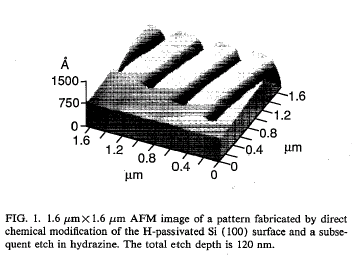 Å
1500
750
0
1.6
1.2
0.8
0.4
0
μm
0
0.4
0.8
1.2
1.6
μm
FIG. 1. 1.6 μm×1.6 μm AFM image of a pattern fabricated by direct
chemical modification of the H-passivated Si (100) surface and a subse-
quent etch in hydrazine. The total etch depth is 120 nm.